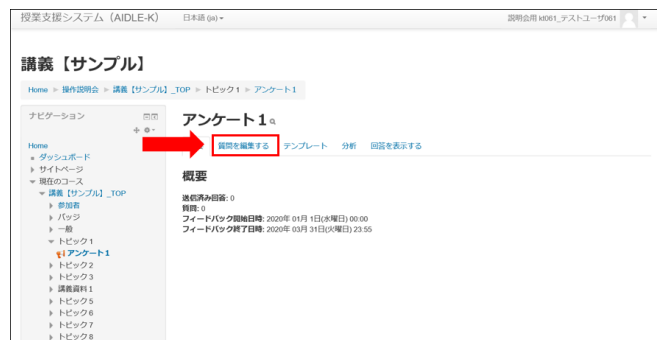 授業支援システム（AIDLE-K） 日本語 (ja) 説明会用 kt061_テストユーザ061
講義【サンプル】
Home 操作説明会 講義【サンプル】_TOP トピック1 アンケート1
ナビゲーション
アンケート1
質問を編集する テンプレート 分析 回答を表示する
Home
ダッシュボード
サイトページ
現在のコース
講義【サンプル】_TOP
参加者
バッジ
一般
トピック1
アンケート1
トピック2
トピック3
講義資料1
トピック5
トピック6
トピック7
トピック8
概要
送信済み回答: 0
質問: 0
フィードバック開始日時: 2020年 01月 1日(水曜日) 00:00
フィードバック終了日時: 2020年 03月 31日(火曜日) 23:55